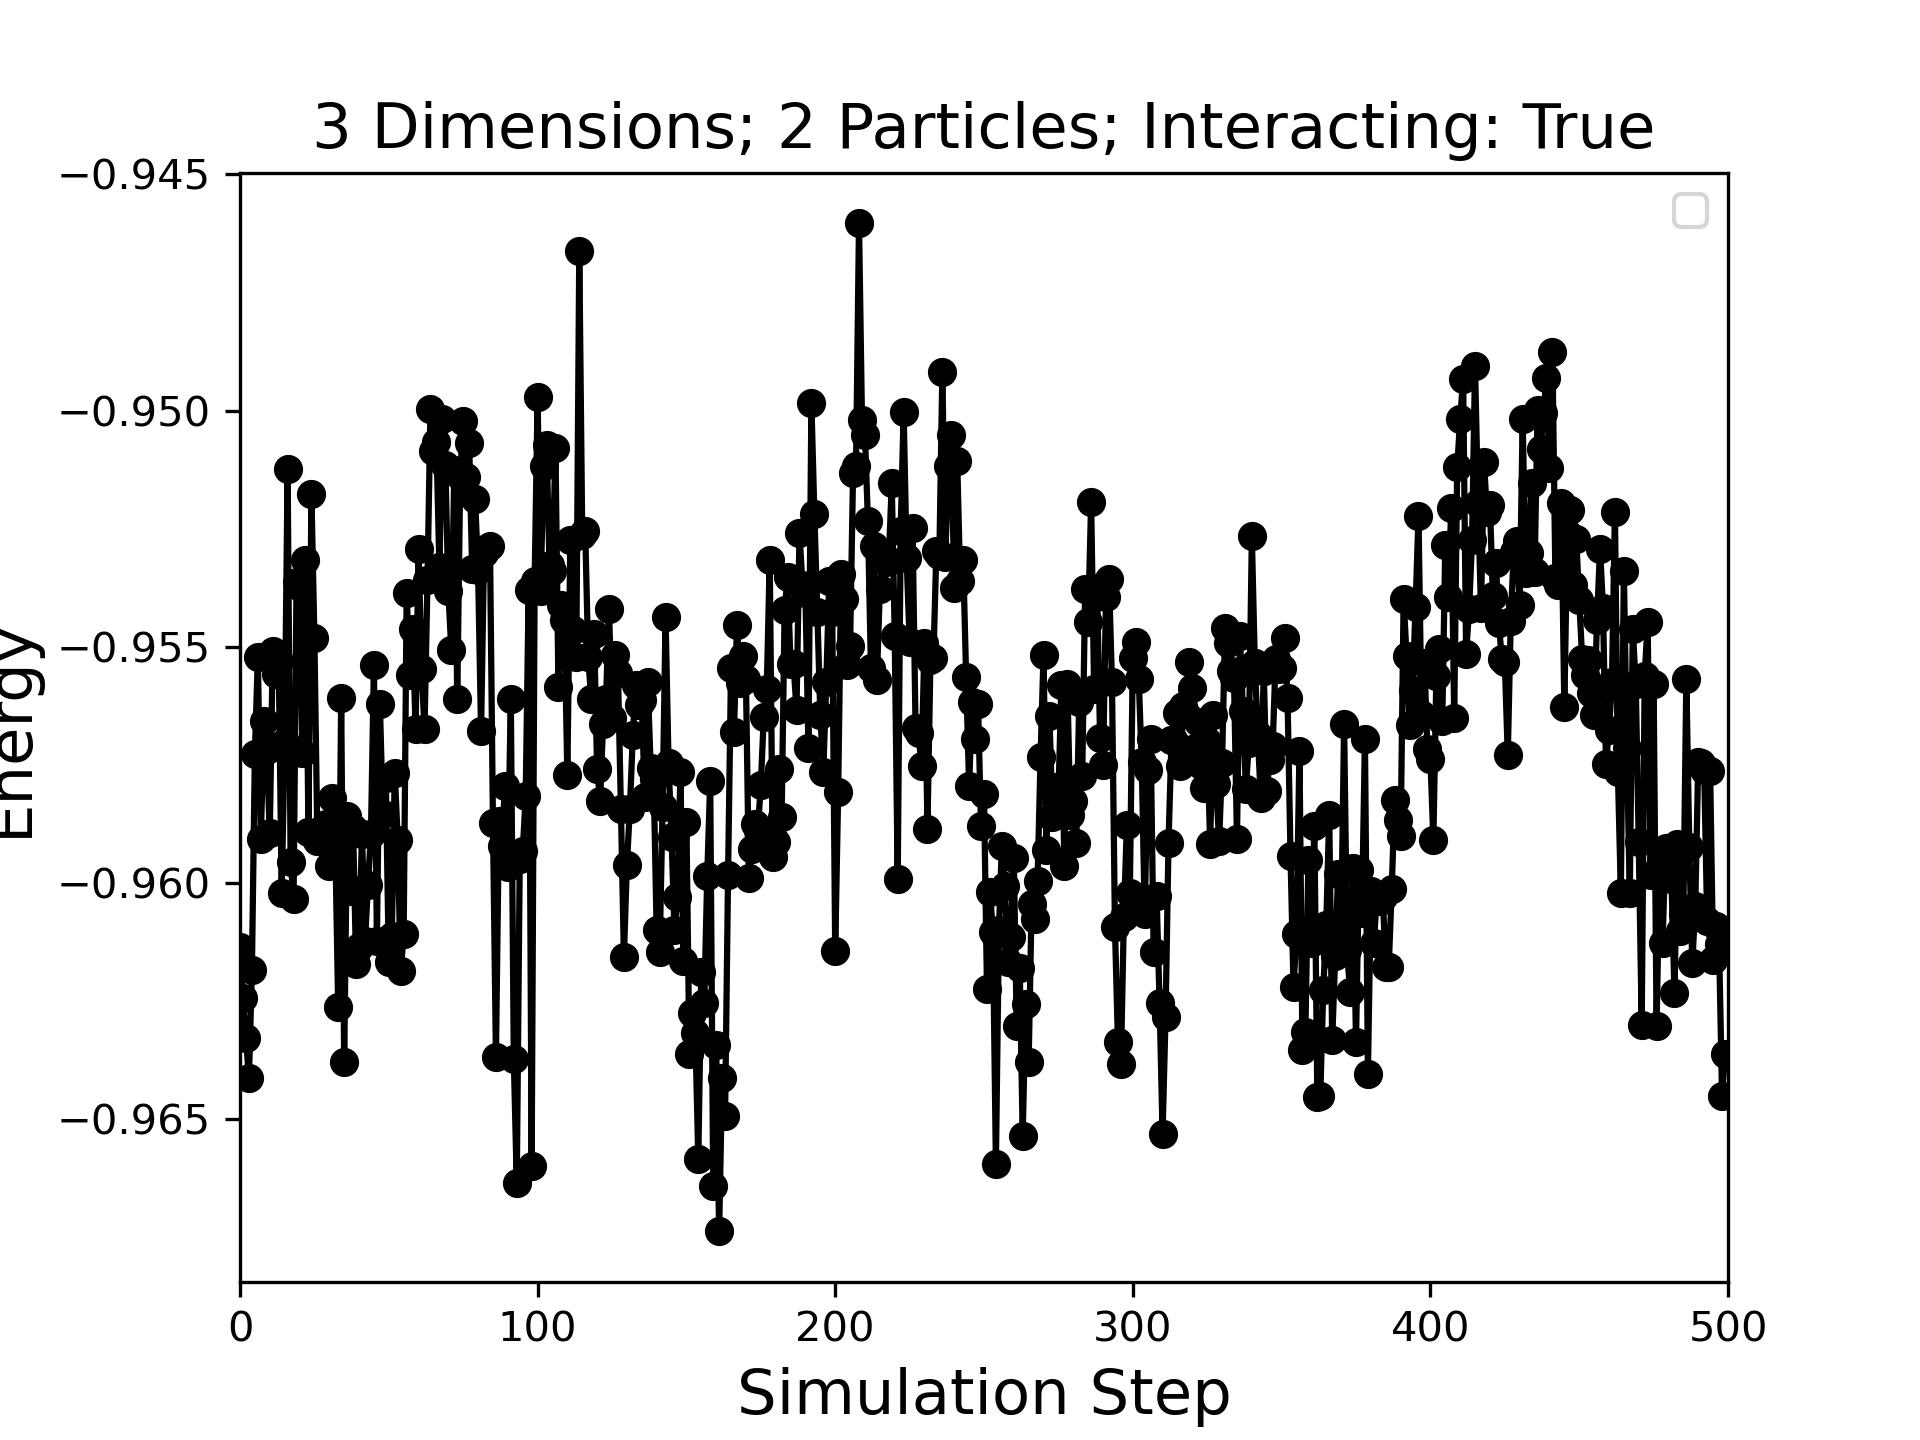 3 Dimensions; 2 Particles; Interacting: True
−0.945
−0.950
−0.955
−0.960
−0.965
Energy
0 100 200 300 400 500
Simulation Step